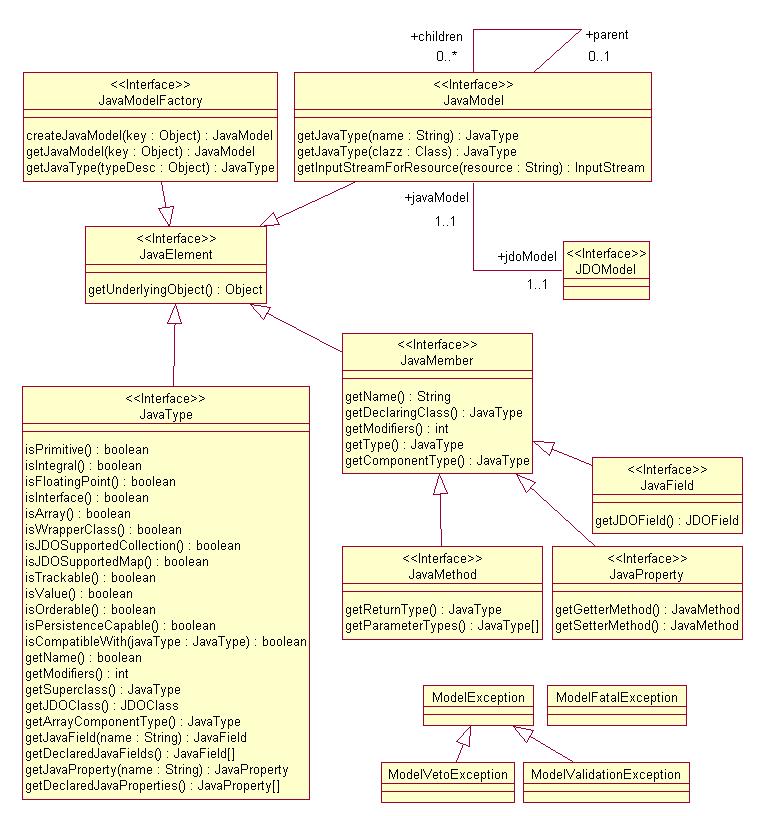 +children
+parent
0..*
0..1
<<Interface>>
JavaModelFactory
createJavaModel(key : Object) : JavaModel
getJavaModel(key : Object) : JavaModel
getJavaType(typeDesc : Object) : JavaType
<<Interface>>
JavaModel
getJavaType(name : String) : JavaType
getJavaType(clazz : Class) : JavaType
getInputStreamForResource(resource : String) : InputStream
+javaModel
1..1
+jdoModel
1..1
<<Interface>>
JDOModel
<<Interface>>
JavaElement
getUnderlyingObject() : Object
<<Interface>>
JavaMember
getName() : String
getDeclaringClass() : JavaType
getModifiers() : int
getType() : JavaType
getComponentType() : JavaType
<<Interface>>
JavaType
isPrimitive() : boolean
isIntegral() : boolean
isFloatingPoint() : boolean
isInterface() : boolean
isArray() : boolean
isWrapperClass() : boolean
isJDOSupportedCollection() : boolean
isJDOSupportedMap() : boolean
isTrackable() : boolean
isValue() : boolean
isOrderable() : boolean
isPersistenceCapable() : boolean
isCompatibleWith(javaType : JavaType) : boolean
getName() : boolean
getModifiers() : int
getSuperclass() : JavaType
getJDOClass() : JDOClass
getArrayComponentType() : JavaType
getJavaField(name : String) : JavaField
getDeclaredJavaFields() : JavaField[]
getJavaProperty(name : String) : JavaProperty
getDeclaredJavaProperties() : JavaProperty[]
<<Interface>>
JavaField
getJDOField() : JDOField
<<Interface>>
JavaMethod
getReturnType() : JavaType
getParameterTypes() : JavaType[]
<<Interface>>
JavaProperty
getGetterMethod() : JavaMethod
getSetterMethod() : JavaMethod
ModelException
ModelFatalException
ModelVetoException
ModelValidationException